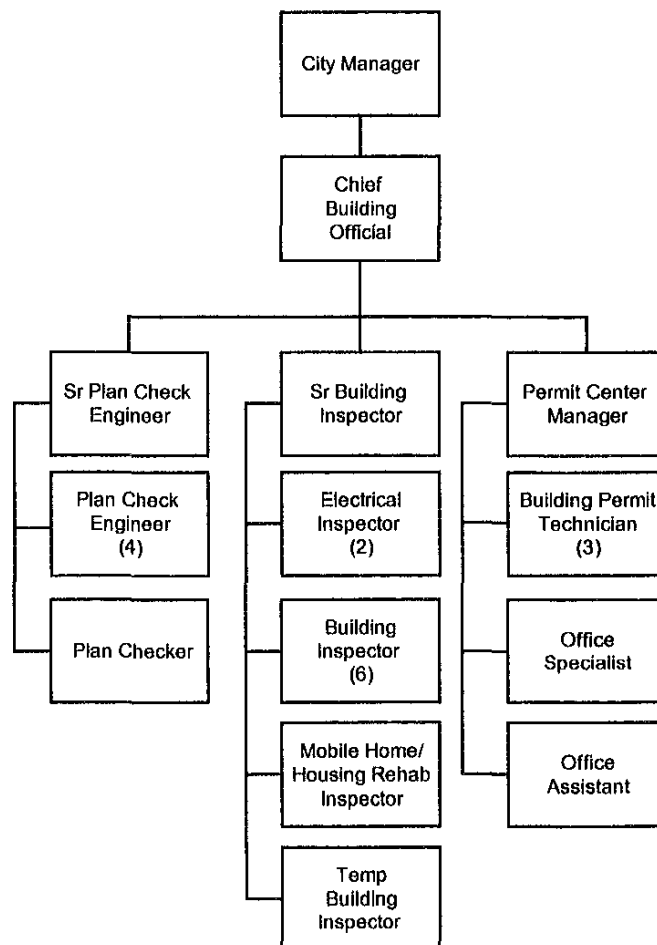 City Manager
Chief
Building
Official
Sr Plan Check
Engineer
Sr Building
Inspector
Permit Center
Manager
Plan Check
Engineer
(4)
Electrical
Inspector
(2)
Building Permit
Technician
(3)
Plan Checker
Building
Inspector
(6)
Office
Specialist
Mobile Home/
Housing Rehab
Inspector
Office
Assistant
Temp
Building
Inspector